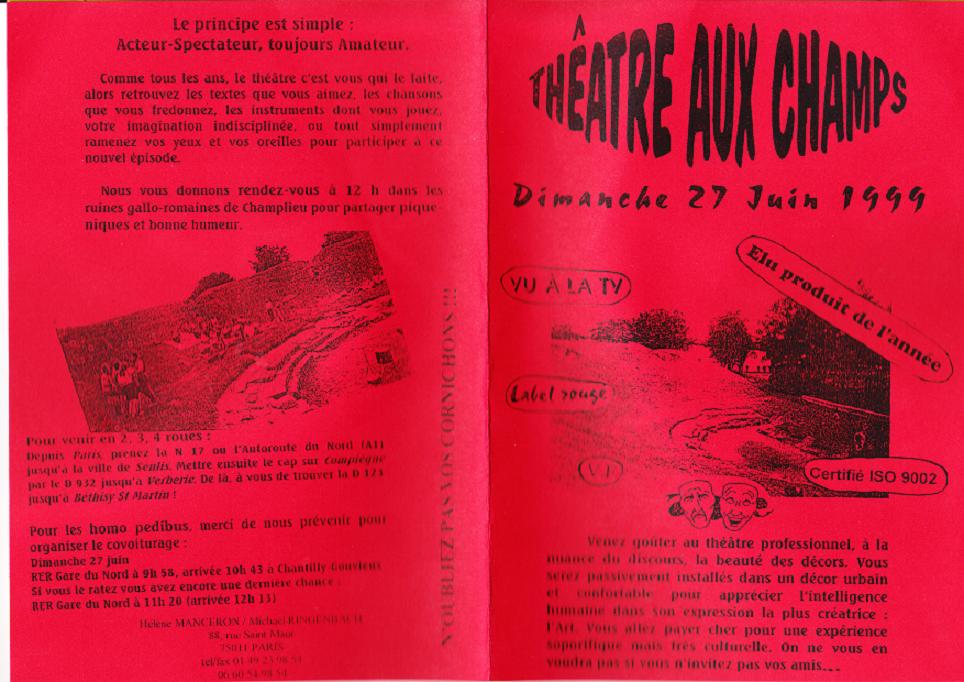 Le principe est simple :
Acteur-Spectateur, toujours Amateur.
Comme tous les ans, le théâtre c'est vous qui le faite,
alors retrouvez les textes que vous aimez, les chansons
que vous fredonnez, les instruments dont vous jouez,
votre imagination indisciplinée, ou tout simplement
ramenez vos yeux et vos oreilles pour participer à ce
nouvel épisode.
Nous vous donnons rendez-vous à 12 h dans les
ruines gallo-romaines de Champlieu pour partager pique-
niques et bonne humeur.
Pour venir en 2, 3, 4 roues :
Depuis Paris, prenez la N 17 ou l'Autoroute du Nord (A1)
jusqu'à la ville de Senlis. Mettre ensuite le cap sur Compiègne
par le D 932 jusqu'à Verberie. De là, à vous de trouver la D 123
jusqu'à Béthisy St Martin !
Pour les homo pedibus, merci de nous prévenir pour
organiser le covoiturage :
Dimanche 27 juin
RER Gare du Nord à 9h 58, arrivée 10h 43 à Chantilly Gouvieux
Si vous le ratez vous avez encore une dernière chance :
RER Gare du Nord à 11h 20 (arrivée 12h 13)
Hélène MANCERON / Michael RINGENBACH
88, rue Saint Maur
75011 PARIS
tel/fax 01 49 23 98 54
06 60 54 98 54
N'OUBLIEZ PAS VOS CORNICHONS !!!
THÉATRE AUX CHAMPS
Dimanche 27 Juin 1999
Elu produit de l'année
VU À LA TV
Label rouge
V.F
Certifié ISO 9002
Venez goûter au théâtre professionnel, à la
nuance du discours, la beauté des décors. Vous
serez passivement installés dans un décor urbain
et confortable pour apprécier l'intelligence
humaine dans son expression la plus créatrice :
l'Art. Vous allez payer cher pour une expérience
soporifique mais très culturelle. On ne vous en
voudra pas si vous n'invitez pas vos amis...